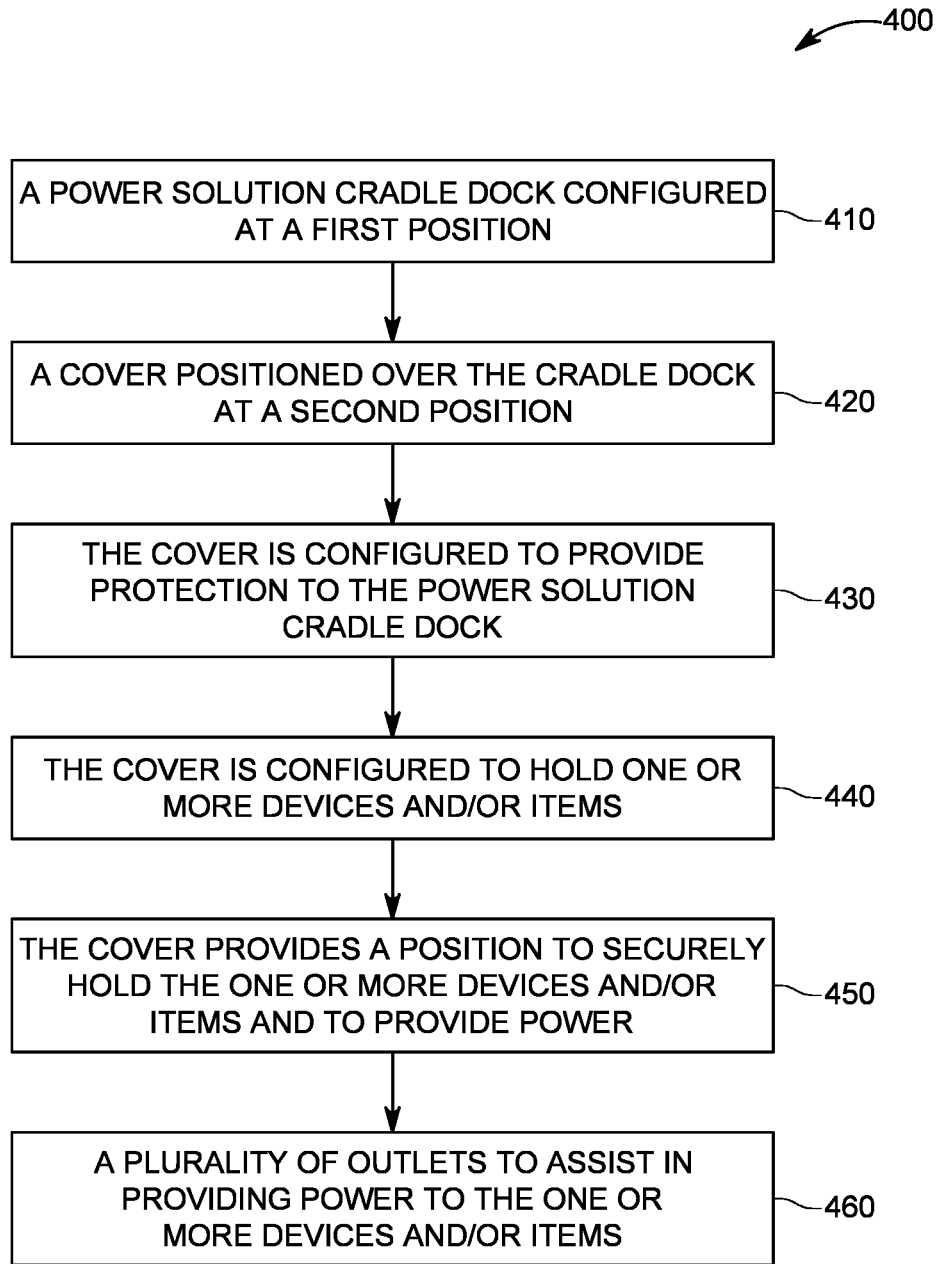 400
A POWER SOLUTION CRADLE DOCK CONFIGURED
AT A FIRST POSITION
410
A COVER POSITIONED OVER THE CRADLE DOCK
AT A SECOND POSITION
420
THE COVER IS CONFIGURED TO PROVIDE
PROTECTION TO THE POWER SOLUTION
CRADLE DOCK
430
THE COVER IS CONFIGURED TO HOLD ONE OR
MORE DEVICES AND/OR ITEMS
440
THE COVER PROVIDES A POSITION TO SECURELY
HOLD THE ONE OR MORE DEVICES AND/OR
ITEMS AND TO PROVIDE POWER
450
A PLURALITY OF OUTLETS TO ASSIST IN
PROVIDING POWER TO THE ONE OR
MORE DEVICES AND/OR ITEMS
460